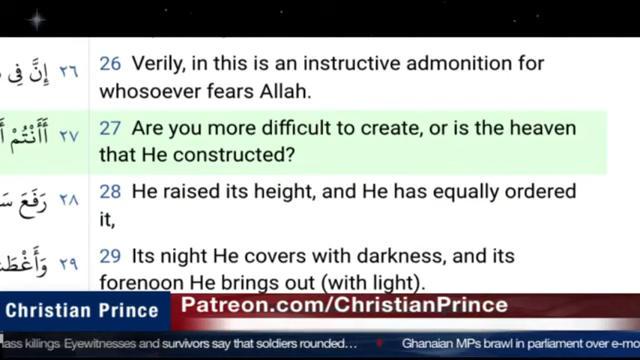 26 Verily, in this is an instructive admonition for
whosoever fears Allah.
إِنَّ فِي ٢٦
27 Are you more difficult to create, or is the heaven
that He constructed?
أَأَنْتُمْ ٢٧
28 He raised its height, and He has equally ordered
it,
رَفَعَ ٢٨
29 Its night He covers with darkness, and its
forenoon He brings out (with light).
٢٩
Christian Prince
Patreon.com/ChristianPrince
killings Eyewitnesses and survivors say that soldiers rounded... Ghanaian MPs brawl in parliament over